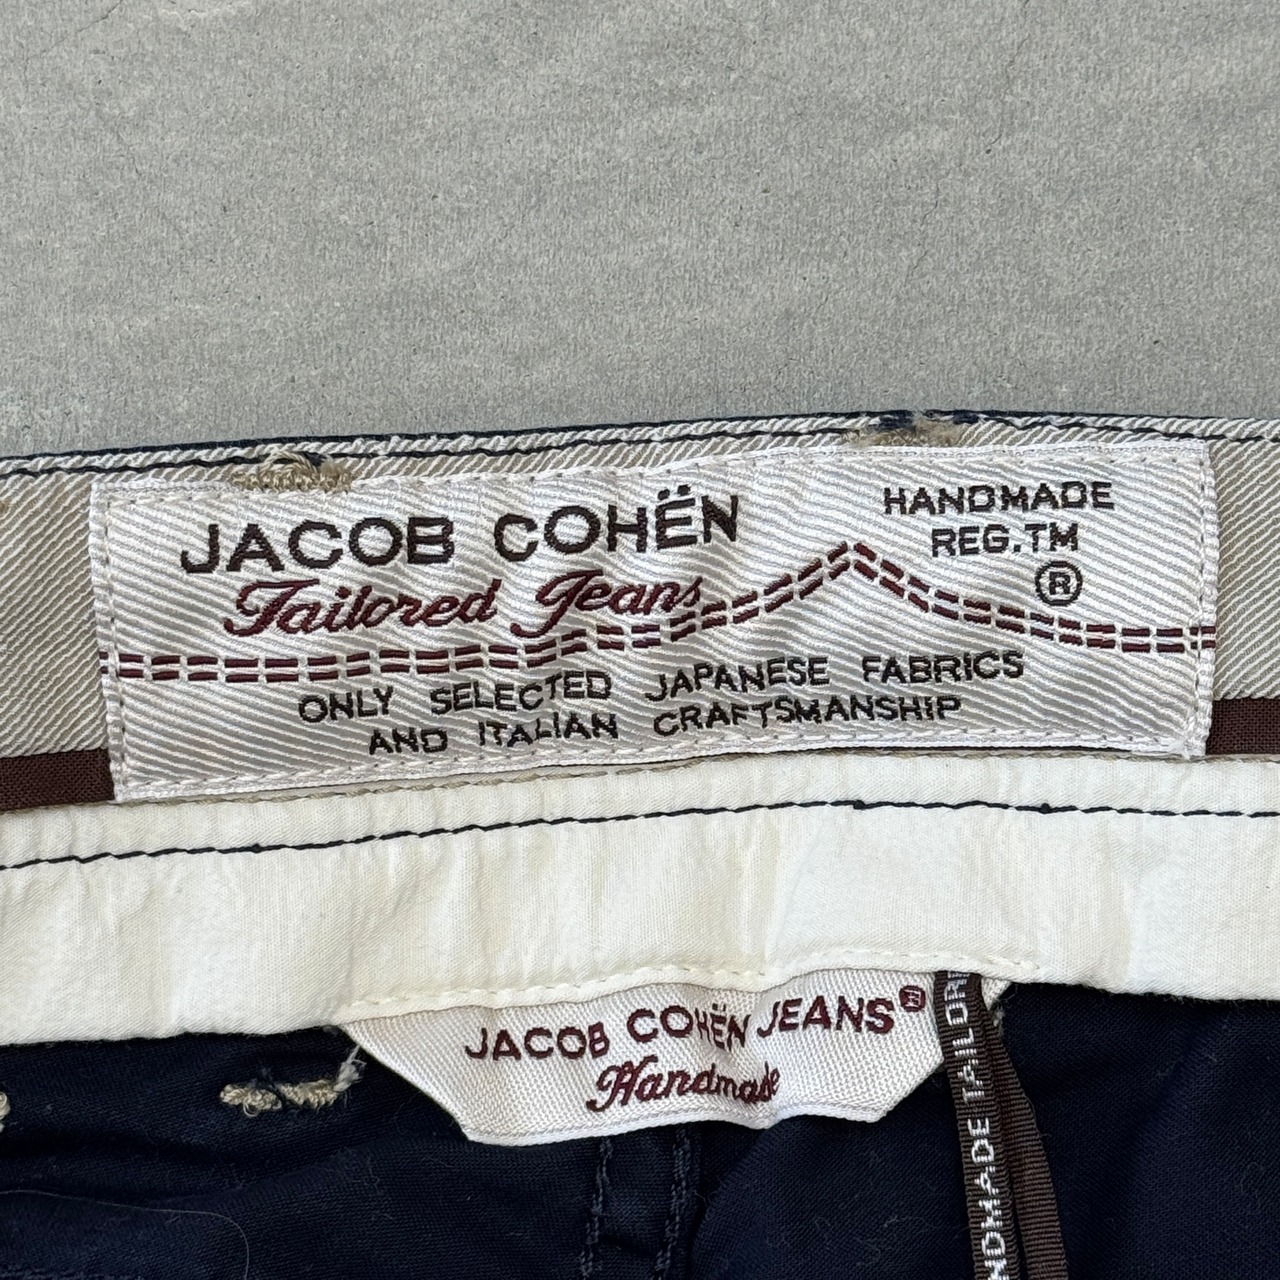 JACOB COHËN
Tailored Jeans
HANDMADE
REG.TM
®
ONLY SELECTED JAPANESE FABRICS
AND ITALIAN CRAFTSMANSHIP
JACOB COHËN JEANS®
Handmade
HANDMADE TAILOR